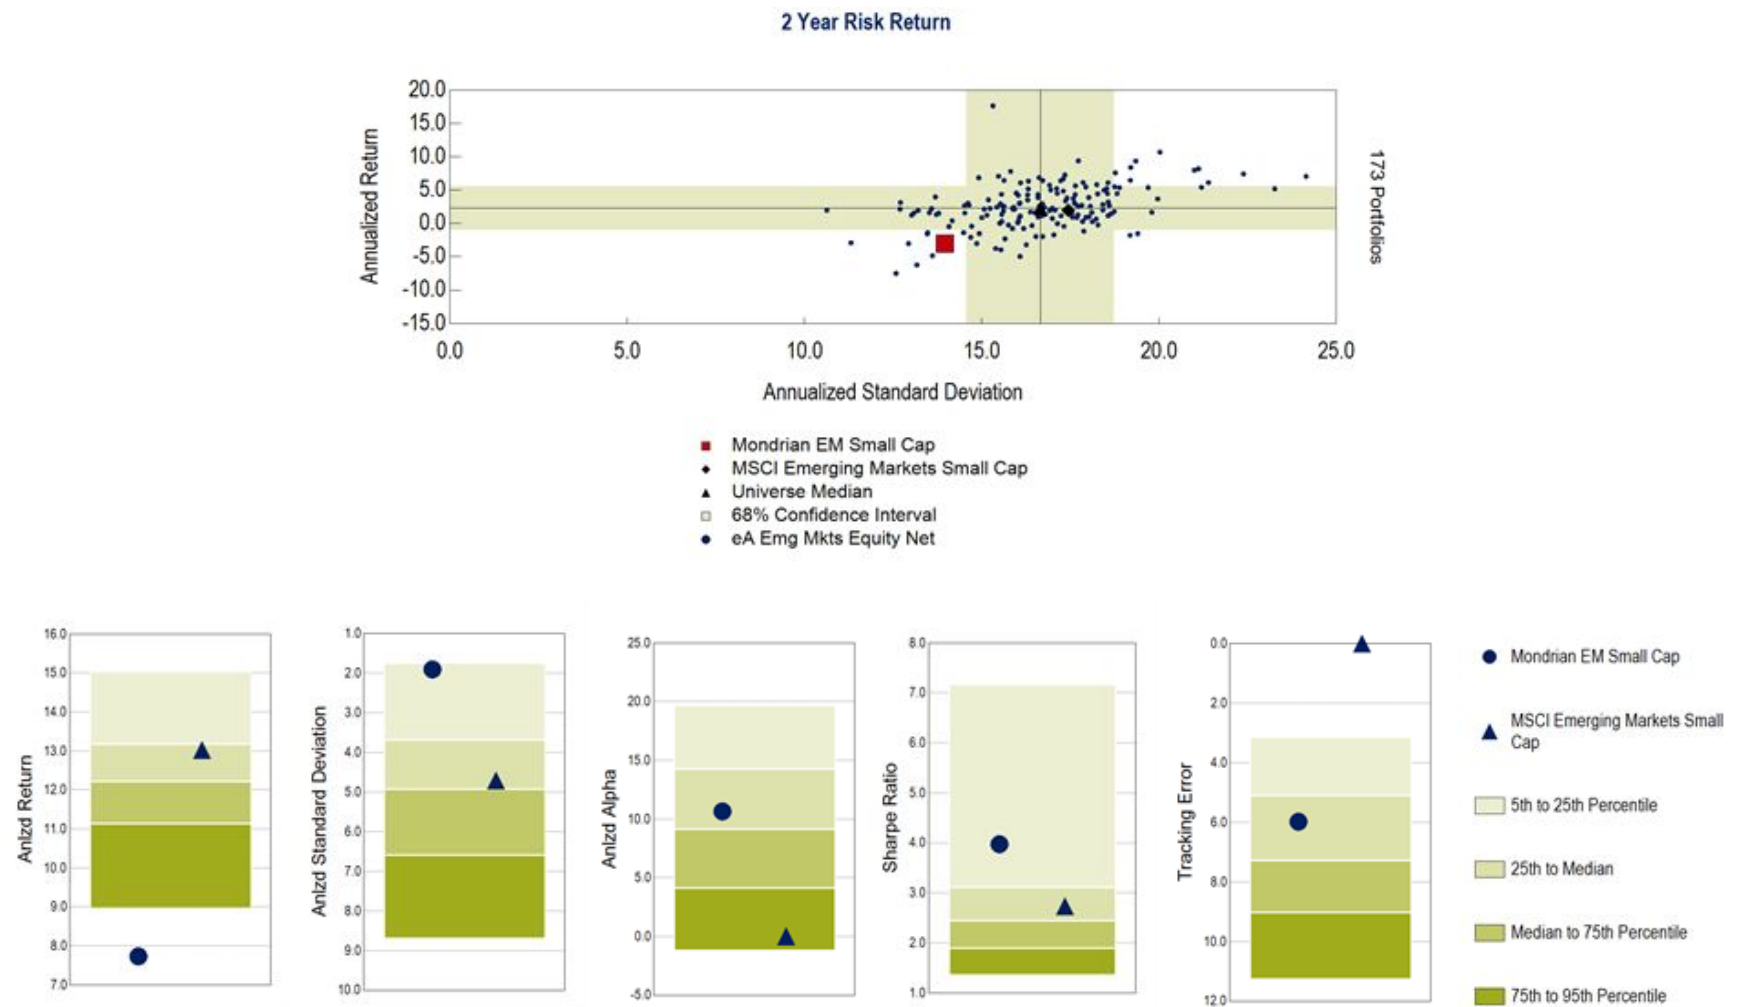 2 Year Risk Return
20.0
15.0
10.0
5.0
0.0
-5.0
-10.0
-15.0
Annualized Return
173 Portfolios
0.0 5.0 10.0 15.0 20.0 25.0
Annualized Standard Deviation
Mondrian EM Small Cap
MSCI Emerging Markets Small Cap
Universe Median
68% Confidence Interval
eA Emg Mkts Equity Net
Anlzd Return
16.0
15.0
14.0
13.0
12.0
11.0
10.0
9.0
8.0
7.0
Anlzd Standard Deviation
1.0
2.0
3.0
4.0
5.0
6.0
7.0
8.0
9.0
10.0
Anlzd Alpha
25.0
20.0
15.0
10.0
5.0
0.0
-5.0
Sharpe Ratio
8.0
7.0
6.0
5.0
4.0
3.0
2.0
1.0
Tracking Error
0.0
2.0
4.0
6.0
8.0
10.0
12.0
Mondrian EM Small Cap
MSCI Emerging Markets Small
Cap
5th to 25th Percentile
25th to Median
Median to 75th Percentile
75th to 95th Percentile